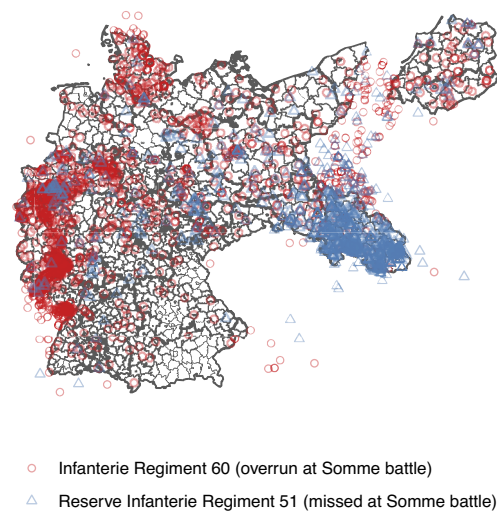 Infanterie Regiment 60 (overrun at Somme battle)
Reserve Infanterie Regiment 51 (missed at Somme battle)